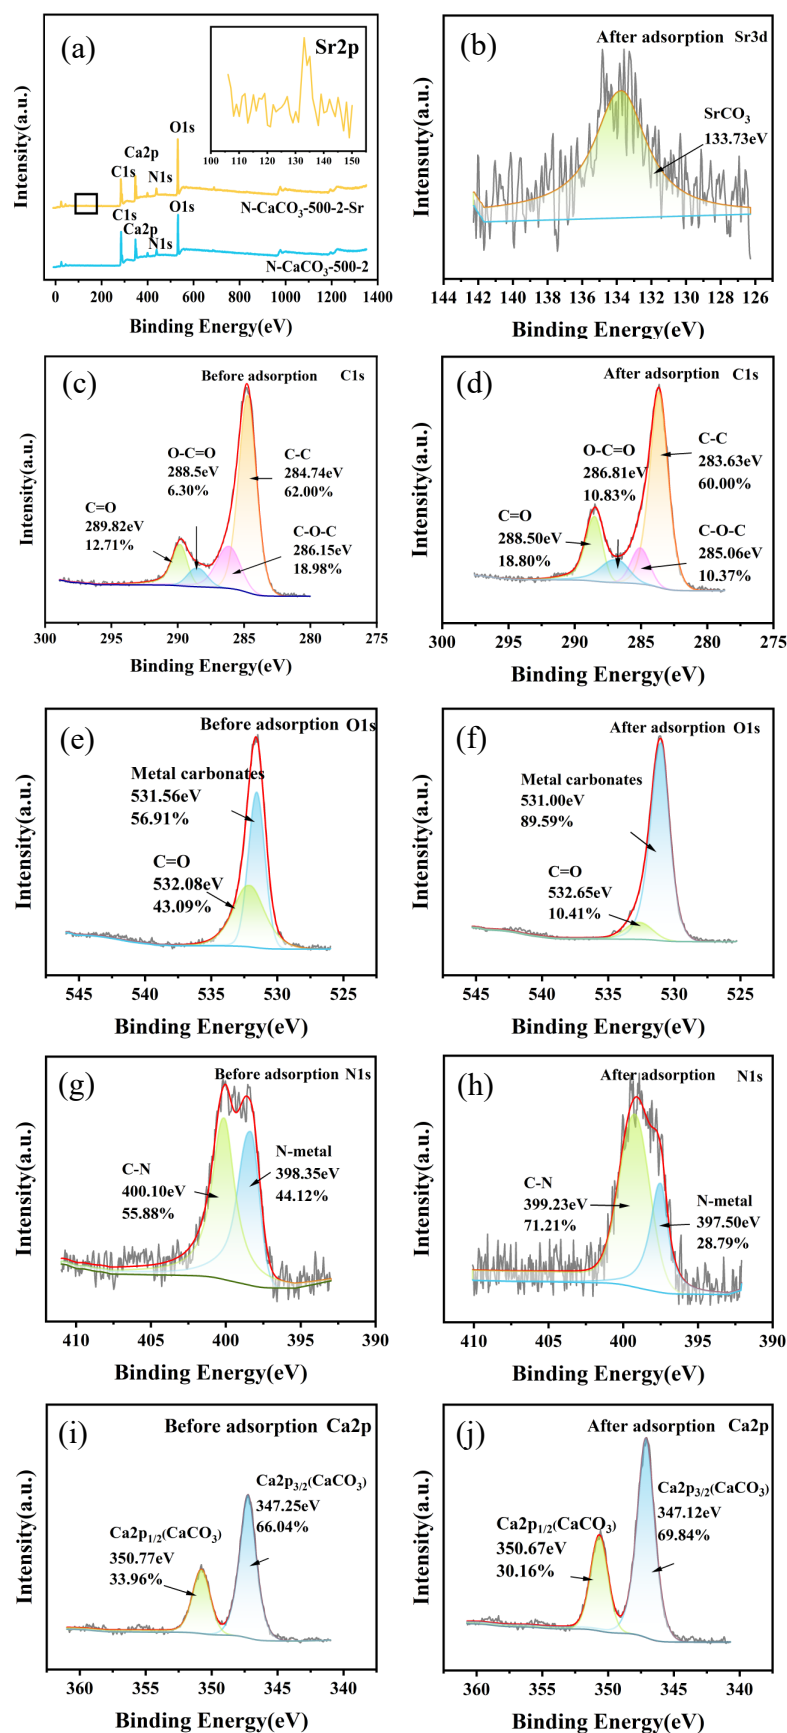 (a)
Sr2p
100 110 120 130 140 150
O1s
Ca2p
C1s
N1s
N-CaCO3-500-2-Sr
C1s
O1s
Ca2p
N1s
N-CaCO3-500-2
0 200 400 600 800 1000 1200 1400
Binding Energy(eV)
Intensity(a.u.)
(b)
After adsorption Sr3d
SrCO3
133.73eV
144 142 140 138 136 134 132 130 128 126
Binding Energy(eV)
Intensuty(a.u.)
(c)
Before adsorption C1s
O-C=O
288.5eV
6.30%
C-C
284.74eV
62.00%
C=O
289.82eV
12.71%
C-O-C
286.15eV
18.98%
300 295 290 285 280 275
Binding Energy(eV)
Intensity(a.u.)
(d)
After adsorption C1s
O-C=O
286.81eV
10.83%
C-C
283.63eV
60.00%
C=O
288.50eV
18.80%
C-O-C
285.06eV
10.37%
300 295 290 285 280 275
Binding Energy(eV)
Intensity(a.u.)
(e)
Before adsorption O1s
Metal carbonates
531.56eV
56.91%
C=O
532.08eV
43.09%
545 540 535 530 525
Binding Energy(eV)
Intensity(a.u.)
(f)
After adsorption O1s
Metal carbonates
531.00eV
89.59%
C=O
532.65eV
10.41%
545 540 535 530 525
Binding Energy(eV)
Intensity(a.u.)
(g)
Before adsorption N1s
C-N
400.10eV
55.88%
N-metal
398.35eV
44.12%
410 405 400 395 390
Binding Energy(eV)
Intensity(a.u.)
(h)
After adsorption N1s
C-N
399.23eV
71.21%
N-metal
397.50eV
28.79%
410 405 400 395 390
Binding Energy(eV)
Intensity(a.u.)
(i)
Before adsorption Ca2p
Ca2p3/2(CaCO3)
347.25eV
66.04%
Ca2p1/2(CaCO3)
350.77eV
33.96%
360 355 350 345 340
Binding Energy(eV)
Intensity(a.u.)
(j)
After adsorption Ca2p
Ca2p3/2(CaCO3)
347.12eV
69.84%
Ca2p1/2(CaCO3)
350.67eV
30.16%
360 355 350 345 340
Binding Energy(eV)
Intensity(a.u.)